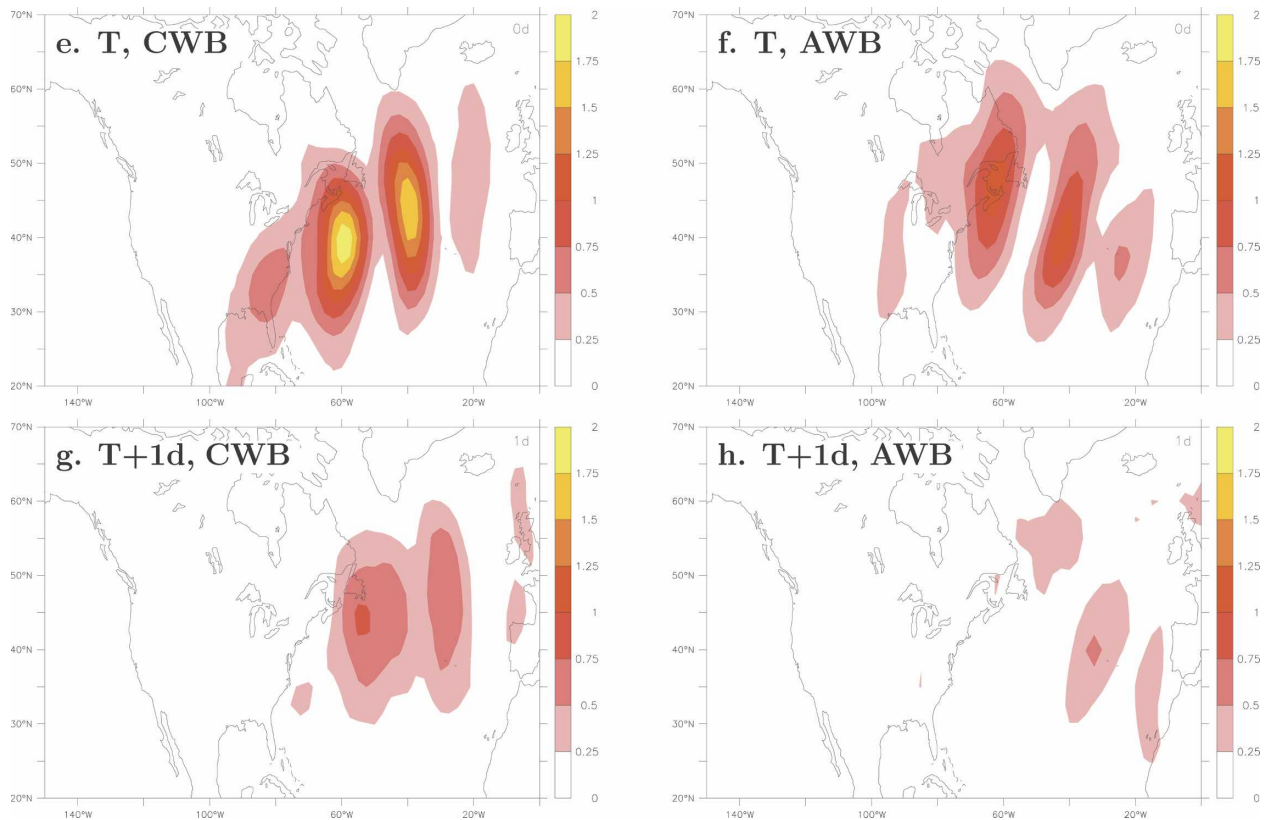 e. T, CWB
0d
70°N
60°N
50°N
40°N
30°N
20°N
140°W
100°W
60°W
20°W
2
1.75
1.5
1.25
1
0.75
0.5
0.25
0
f. T, AWB
0d
70°N
60°N
50°N
40°N
30°N
20°N
140°W
100°W
60°W
20°W
2
1.75
1.5
1.25
1
0.75
0.5
0.25
0
g. T+1d, CWB
1d
70°N
60°N
50°N
40°N
30°N
20°N
140°W
100°W
60°W
20°W
2
1.75
1.5
1.25
1
0.75
0.5
0.25
0
h. T+1d, AWB
1d
70°N
60°N
50°N
40°N
30°N
20°N
140°W
100°W
60°W
20°W
2
1.75
1.5
1.25
1
0.75
0.5
0.25
0